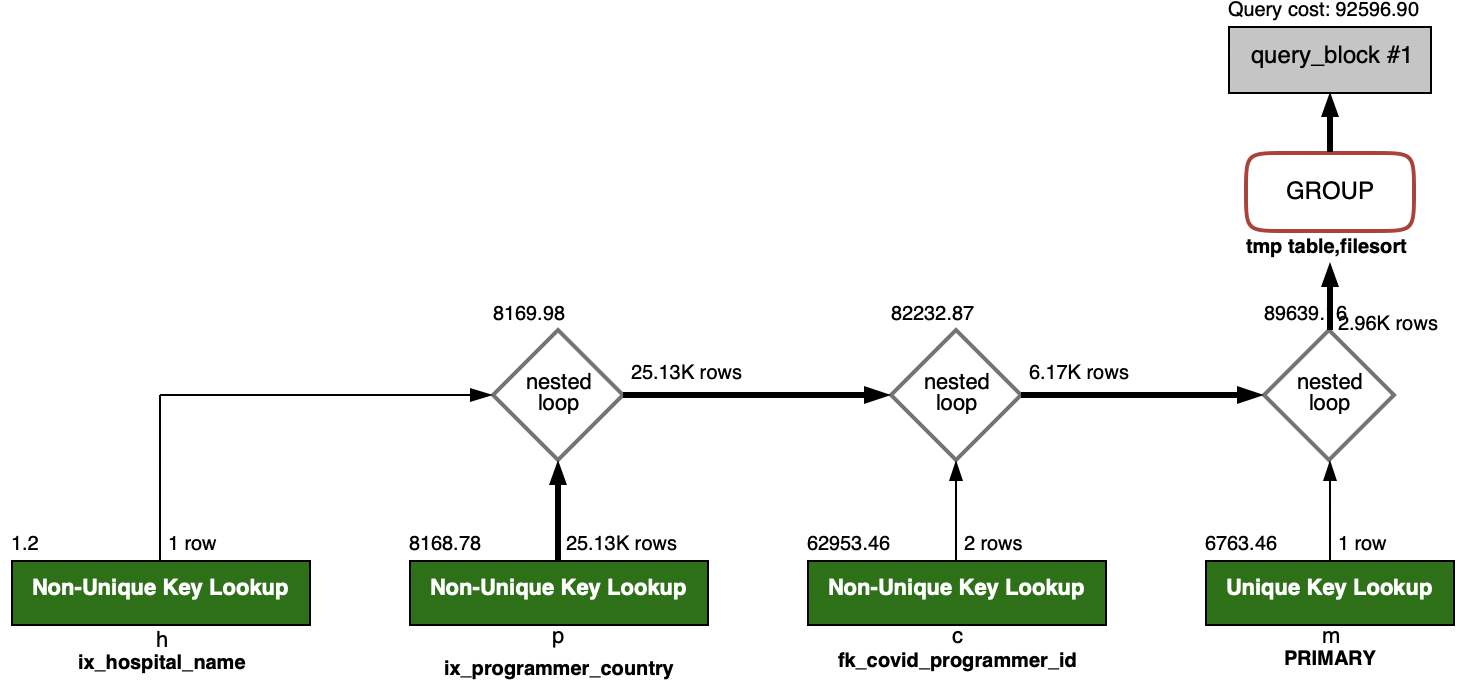 Query cost: 92596.90
query_block #1
GROUP
tmp table,filesort
8169.98
82232.87
89639.
6
2.96K rows
nested
loop
25.13K rows
nested
loop
6.17K rows
nested
loop
1.2
1 row
8168.78
25.13K rows
62953.46
2 rows
6763.46
1 row
Non-Unique Key Lookup
Non-Unique Key Lookup
Non-Unique Key Lookup
Unique Key Lookup
h
p
c
m
ix_hospital_name
ix_programmer_country
fk_covid_programmer_id
PRIMARY